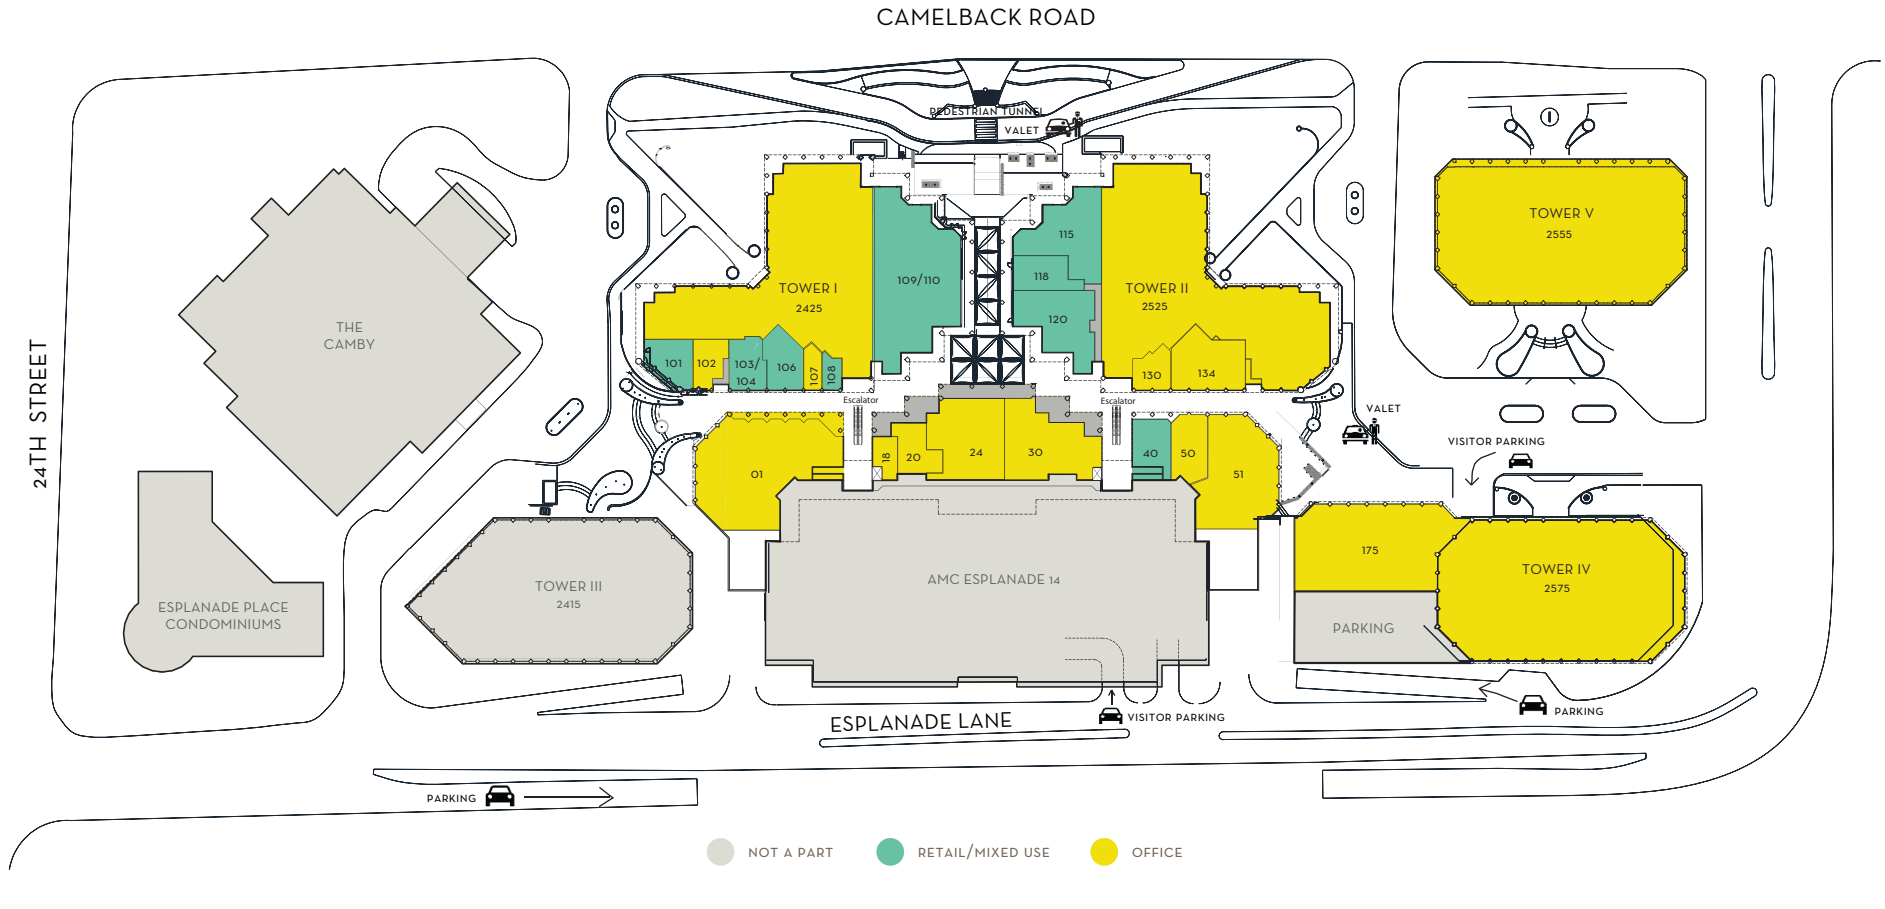 CAMELBACK ROAD
PEDESTRIAN TUNNEL
VALET
TOWER V
2555
115
118
109/110
TOWER I
2425
TOWER II
2525
120
THE
CAMBY
24TH STREET
101
102
103/
104
106
107
108
130
134
Escalator
Escalator
VALET
VISITOR PARKING
01
18
20
24
30
40
50
51
175
TOWER IV
2575
TOWER III
2415
AMC ESPLANADE 14
ESPLANADE PLACE
CONDOMINIUMS
PARKING
ESPLANADE LANE
VISITOR PARKING
PARKING
PARKING
NOT A PART
RETAIL/MIXED USE
OFFICE